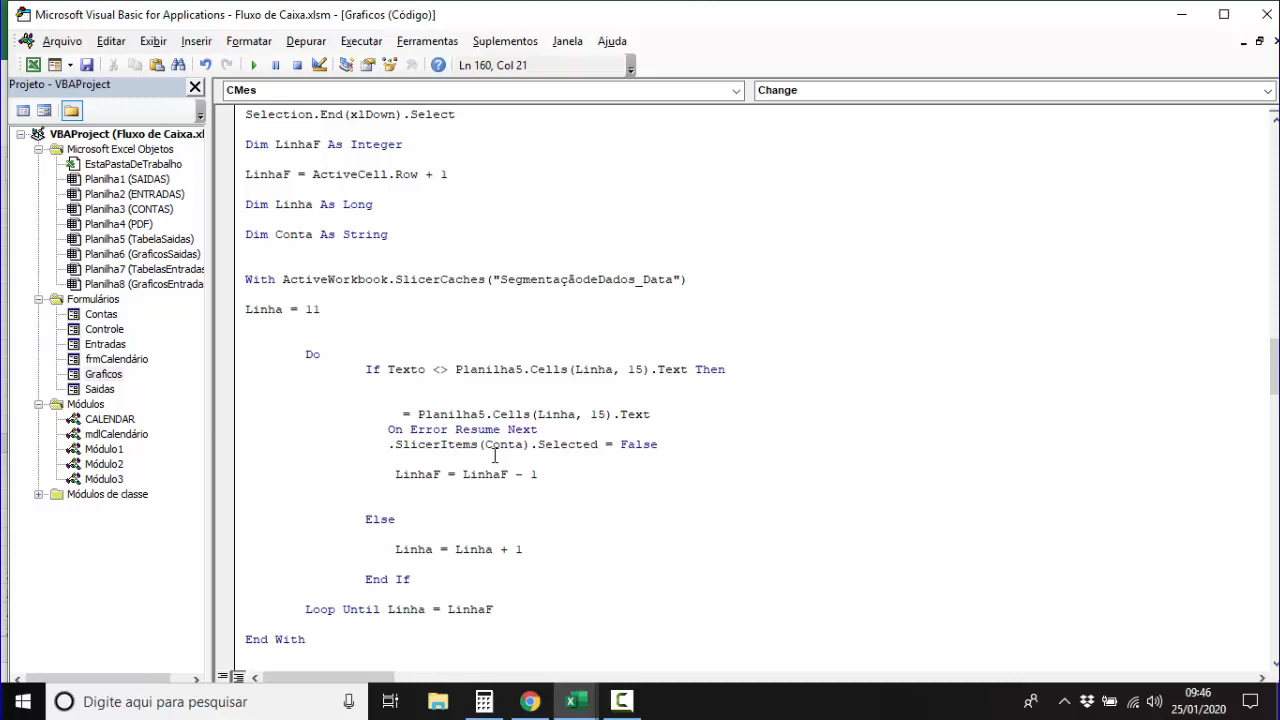 Microsoft Visual Basic for Applications - Fluxo de Caixa.xlsm - [Graficos (Código)]
Arquivo Editar Exibir Inserir Formatar Depurar Executar Ferramentas Suplementos Janela Ajuda
Ln 160, Col 21
Projeto - VBAProject
CMes
Change
VBAProject (Fluxo de Caixa.xl
Microsoft Excel Objetos
EstaPastaDeTrabalho
Planilha1 (SAIDAS)
Planilha2 (ENTRADAS)
Planilha3 (CONTAS)
Planilha4 (PDF)
Planilha5 (TabelaSaidas)
Planilha6 (GraficosSaidas)
Planilha7 (TabelasEntradas
Planilha8 (GraficosEntrada
Formulários
Contas
Controle
Entradas
frmCalendário
Graficos
Saidas
Módulos
CALENDAR
mdlCalendário
Módulo1
Módulo2
Módulo3
Módulos de classe
Selection.End(xlDown).Select
Dim LinhaF As Integer
LinhaF = ActiveCell.Row + 1
Dim Linha As Long
Dim Conta As String
With ActiveWorkbook.SlicerCaches("SegmentaçãodeDados_Data")
Linha = 11
Do
If Texto <> Planilha5.Cells(Linha, 15).Text Then
= Planilha5.Cells(Linha, 15).Text
On Error Resume Next
.SlicerItems(Conta).Selected = False
LinhaF = LinhaF - 1
Else
Linha = Linha + 1
End If
Loop Until Linha = LinhaF
End With
Digite aqui para pesquisar
09:46
25/01/2020